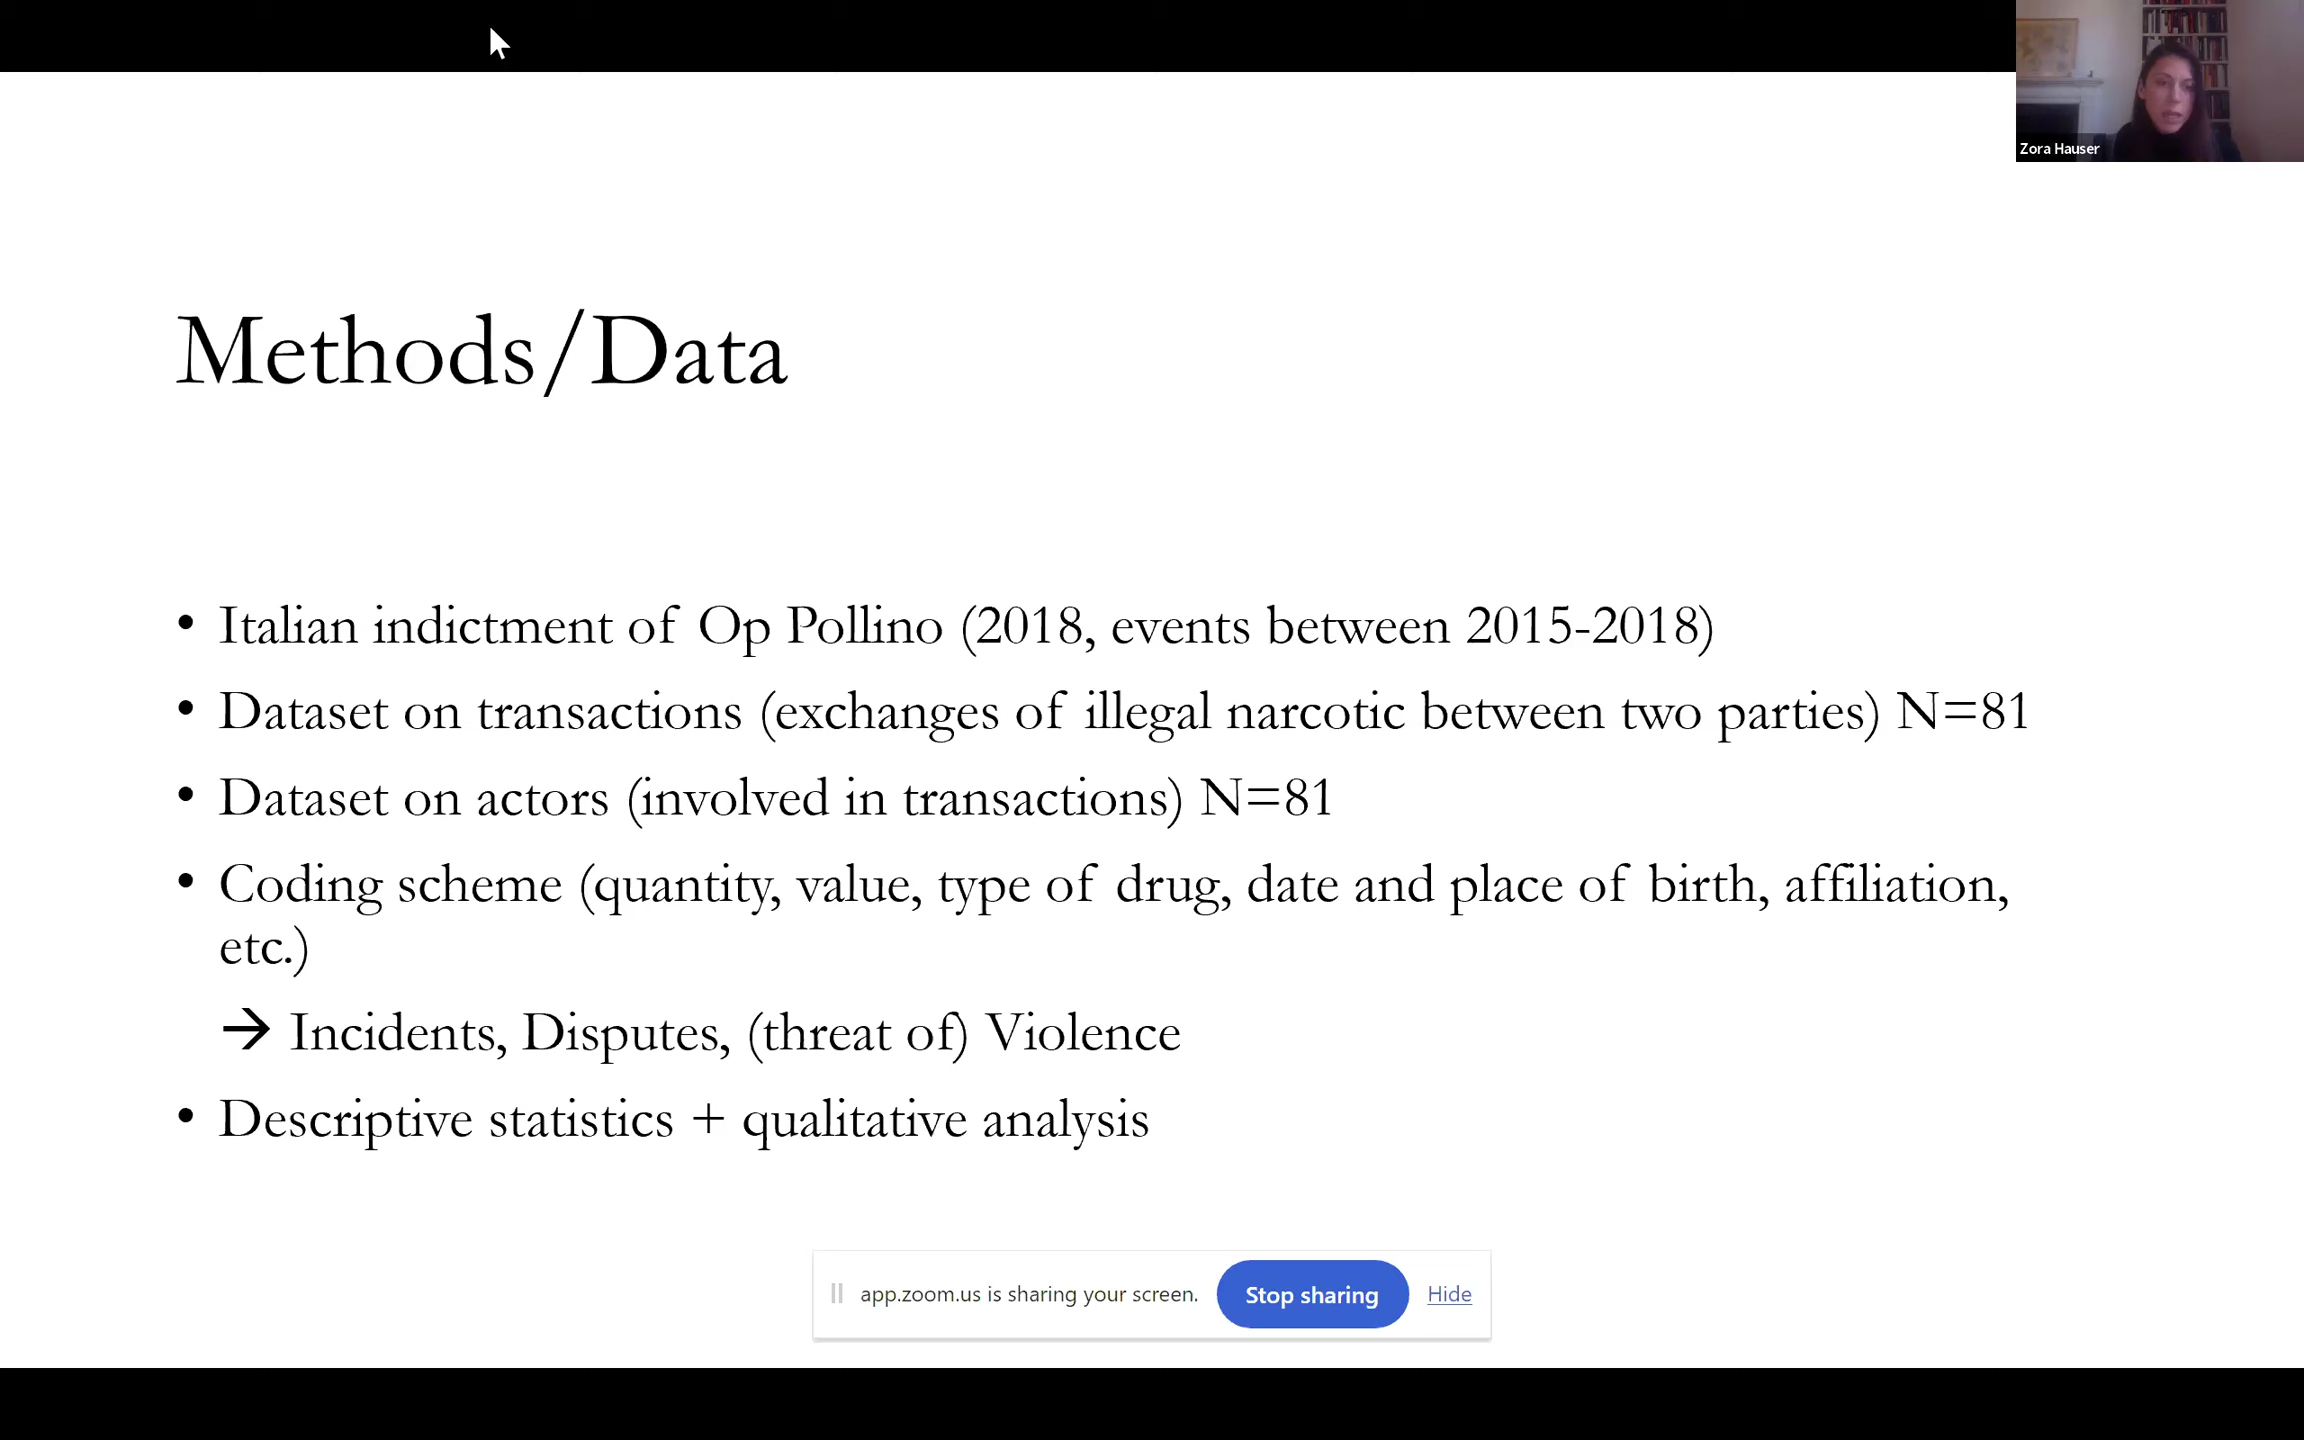 Zora Hauser
Methods/Data
• Italian indictment of Op Pollino (2018, events between 2015-2018)
• Dataset on transactions (exchanges of illegal narcotic between two parties) N=81
• Dataset on actors (involved in transactions) N=81
• Coding scheme (quantity, value, type of drug, date and place of birth, affiliation,
etc.)
→ Incidents, Disputes, (threat of) Violence
• Descriptive statistics + qualitative analysis
app.zoom.us is sharing your screen. Stop sharing Hide